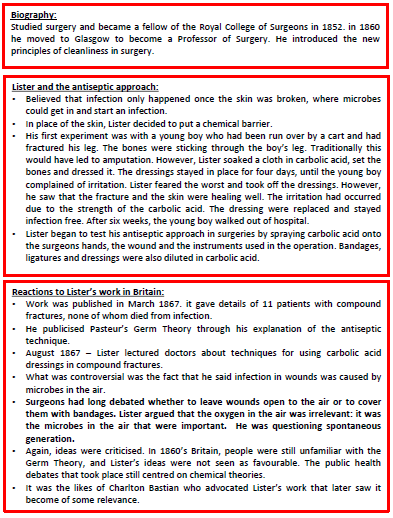 Biography:
Studied surgery and became a fellow of the Royal College of Surgeons in 1852. in 1860
he moved to Glasgow to become a Professor of Surgery. He introduced the new
principles of cleanliness in surgery.
Lister and the antiseptic approach:
• Believed that infection only happened once the skin was broken, where microbes
could get in and start an infection.
• In place of the skin, Lister decided to put a chemical barrier.
• His first experiment was with a young boy who had been run over by a cart and had
fractured his leg. The bones were sticking through the boy's leg. Traditionally this
would have led to amputation. However, Lister soaked a cloth in carbolic acid, set the
bones and dressed it. The dressings stayed in place for four days, until the young boy
complained of irritation. Lister feared the worst and took off the dressings. However,
he saw that the fracture and the skin were healing well. The irritation had occurred
due to the strength of the carbolic acid. The dressing were replaced and stayed
infection free. After six weeks, the young boy walked out of hospital.
• Lister began to test his antiseptic approach in surgeries by spraying carbolic acid onto
the surgeons hands, the wound and the instruments used in the operation. Bandages,
ligatures and dressings were also diluted in carbolic acid.
Reactions to Lister's work in Britain:
• Work was published in March 1867. it gave details of 11 patients with compound
fractures, none of whom died from infection.
• He publicised Pasteur's Germ Theory through his explanation of the antiseptic
technique.
• August 1867 – Lister lectured doctors about techniques for using carbolic acid
dressings in compound fractures.
• What was controversial was the fact that he said infection in wounds was caused by
microbes in the air.
• Surgeons had long debated whether to leave wounds open to the air or to cover
them with bandages. Lister argued that the oxygen in the air was irrelevant: it was
the microbes in the air that were important. He was questioning spontaneous
generation.
• Again, ideas were criticised. In 1860's Britain, people were still unfamiliar with the
Germ Theory, and Lister's ideas were not seen as favourable. The public health
debates that took place still centred on chemical theories.
• It was the likes of Charlton Bastian who advocated Lister's work that later saw it
become of some relevance.